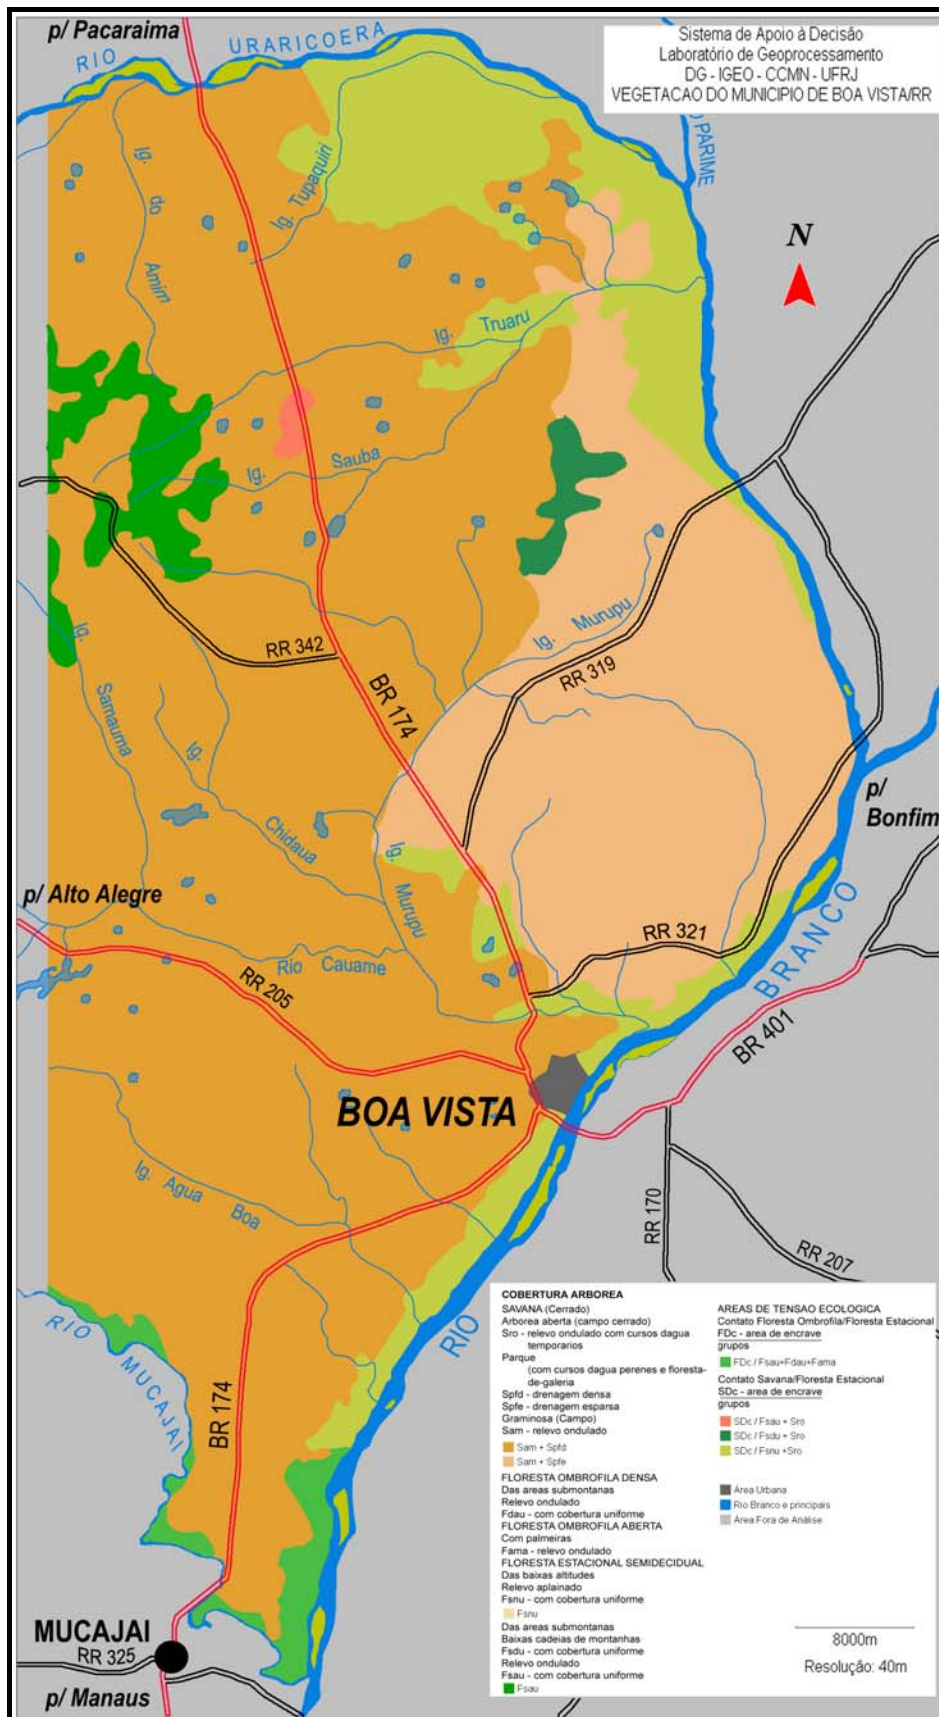 p/ Pacaraima
RIO URARICOERA
Sistema de Apoio à Decisão
Laboratório de Geoprocessamento
DG - IGEO - CCMN - UFRJ
VEGETACAO DO MUNICIPIO DE BOA VISTA/RR
PARIME
Ig. do Amim
Ig. Tupaquiri
N
Ig. Truaru
Ig. Sauba
Ig. Murupu
RR 342
RR 319
BR 174
Ig. Samauma
Ig. Chidaua
p/
Bonfim
Ig. Murupu
p/ Alto Alegre
RR 321
Rio Cauame
RR 205
RIO BRANCO
BR 401
BOA VISTA
Ig. Agua Boa
RR 170
RR 207
RIO MUCAJAI
BR 174
COBERTURA ARBOREA
SAVANA (Cerrado)
Arborea aberta (campo cerrado)
Sro - relevo ondulado com cursos dagua
temporarios
Parque
(com cursos dagua perenes e floresta-
de-galeria
Spfd - drenagem densa
Spfe - drenagem esparsa
Graminosa (Campo)
Sam - relevo ondulado
Sam + Spfd
Sam + Spfe
FLORESTA OMBROFILA DENSA
Das areas submontanas
Relevo ondulado
Fdau - com cobertura uniforme
FLORESTA OMBROFILA ABERTA
Com palmeiras
Fama - relevo ondulado
FLORESTA ESTACIONAL SEMIDECIDUAL
Das baixas altitudes
Relevo aplainado
Fsnu - com cobertura uniforme
Fsnu
Das areas submontanas
Baixas cadeias de montanhas
Fsdu - com cobertura uniforme
Relevo ondulado
Fsau - com cobertura uniforme
Fsau
AREAS DE TENSAO ECOLOGICA
Contato Floresta Ombrofila/Floresta Estacional
FDc - area de encrave
grupos
FDc / Fsau+Fdau+Fama
Contato Savana/Floresta Estacional
SDc - area de encrave
grupos
SDc / Fsau + Sro
SDc / Fsdu + Sro
SDc / Fsnu +Sro
Área Urbana
Rio Branco e principais
Área Fora de Análise
8000m
Resolução: 40m
MUCAJAI
RR 325
p/ Manaus